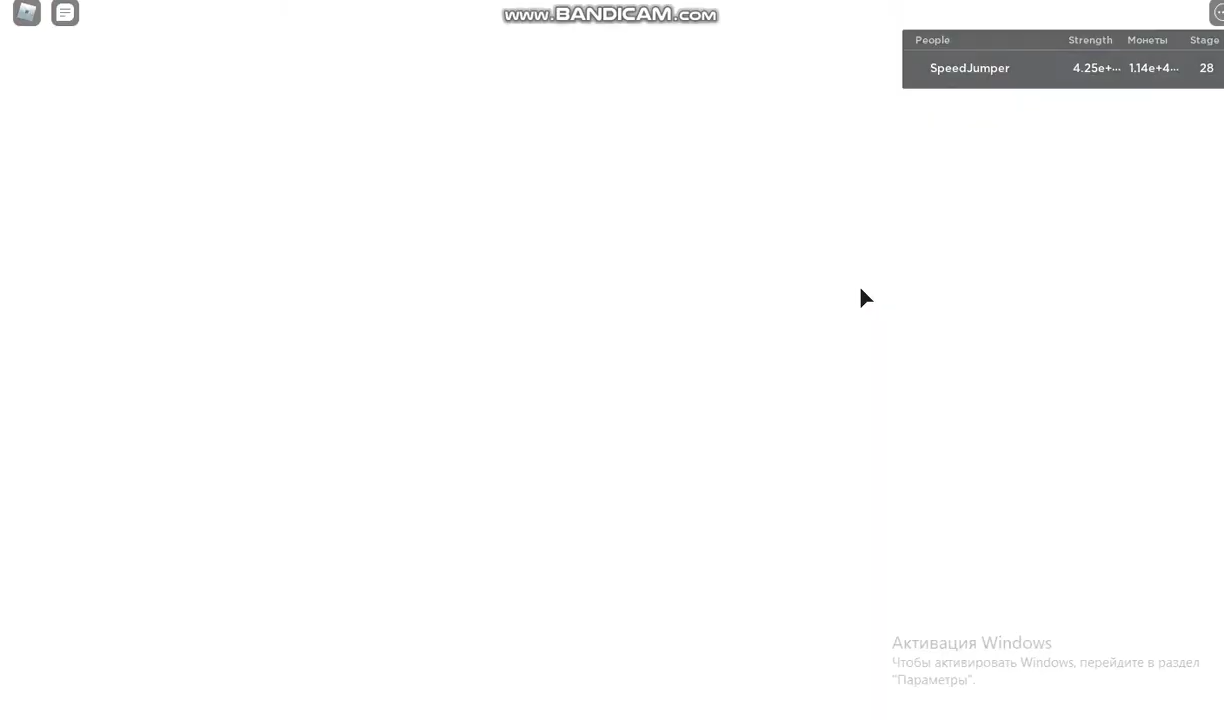 www.BANDICAM.com
People Strength Монеты Stage
SpeedJumper 4.25e+... 1.14e+4... 28
Активация Windows
Чтобы активировать Windows, перейдите в раздел
"Параметры".